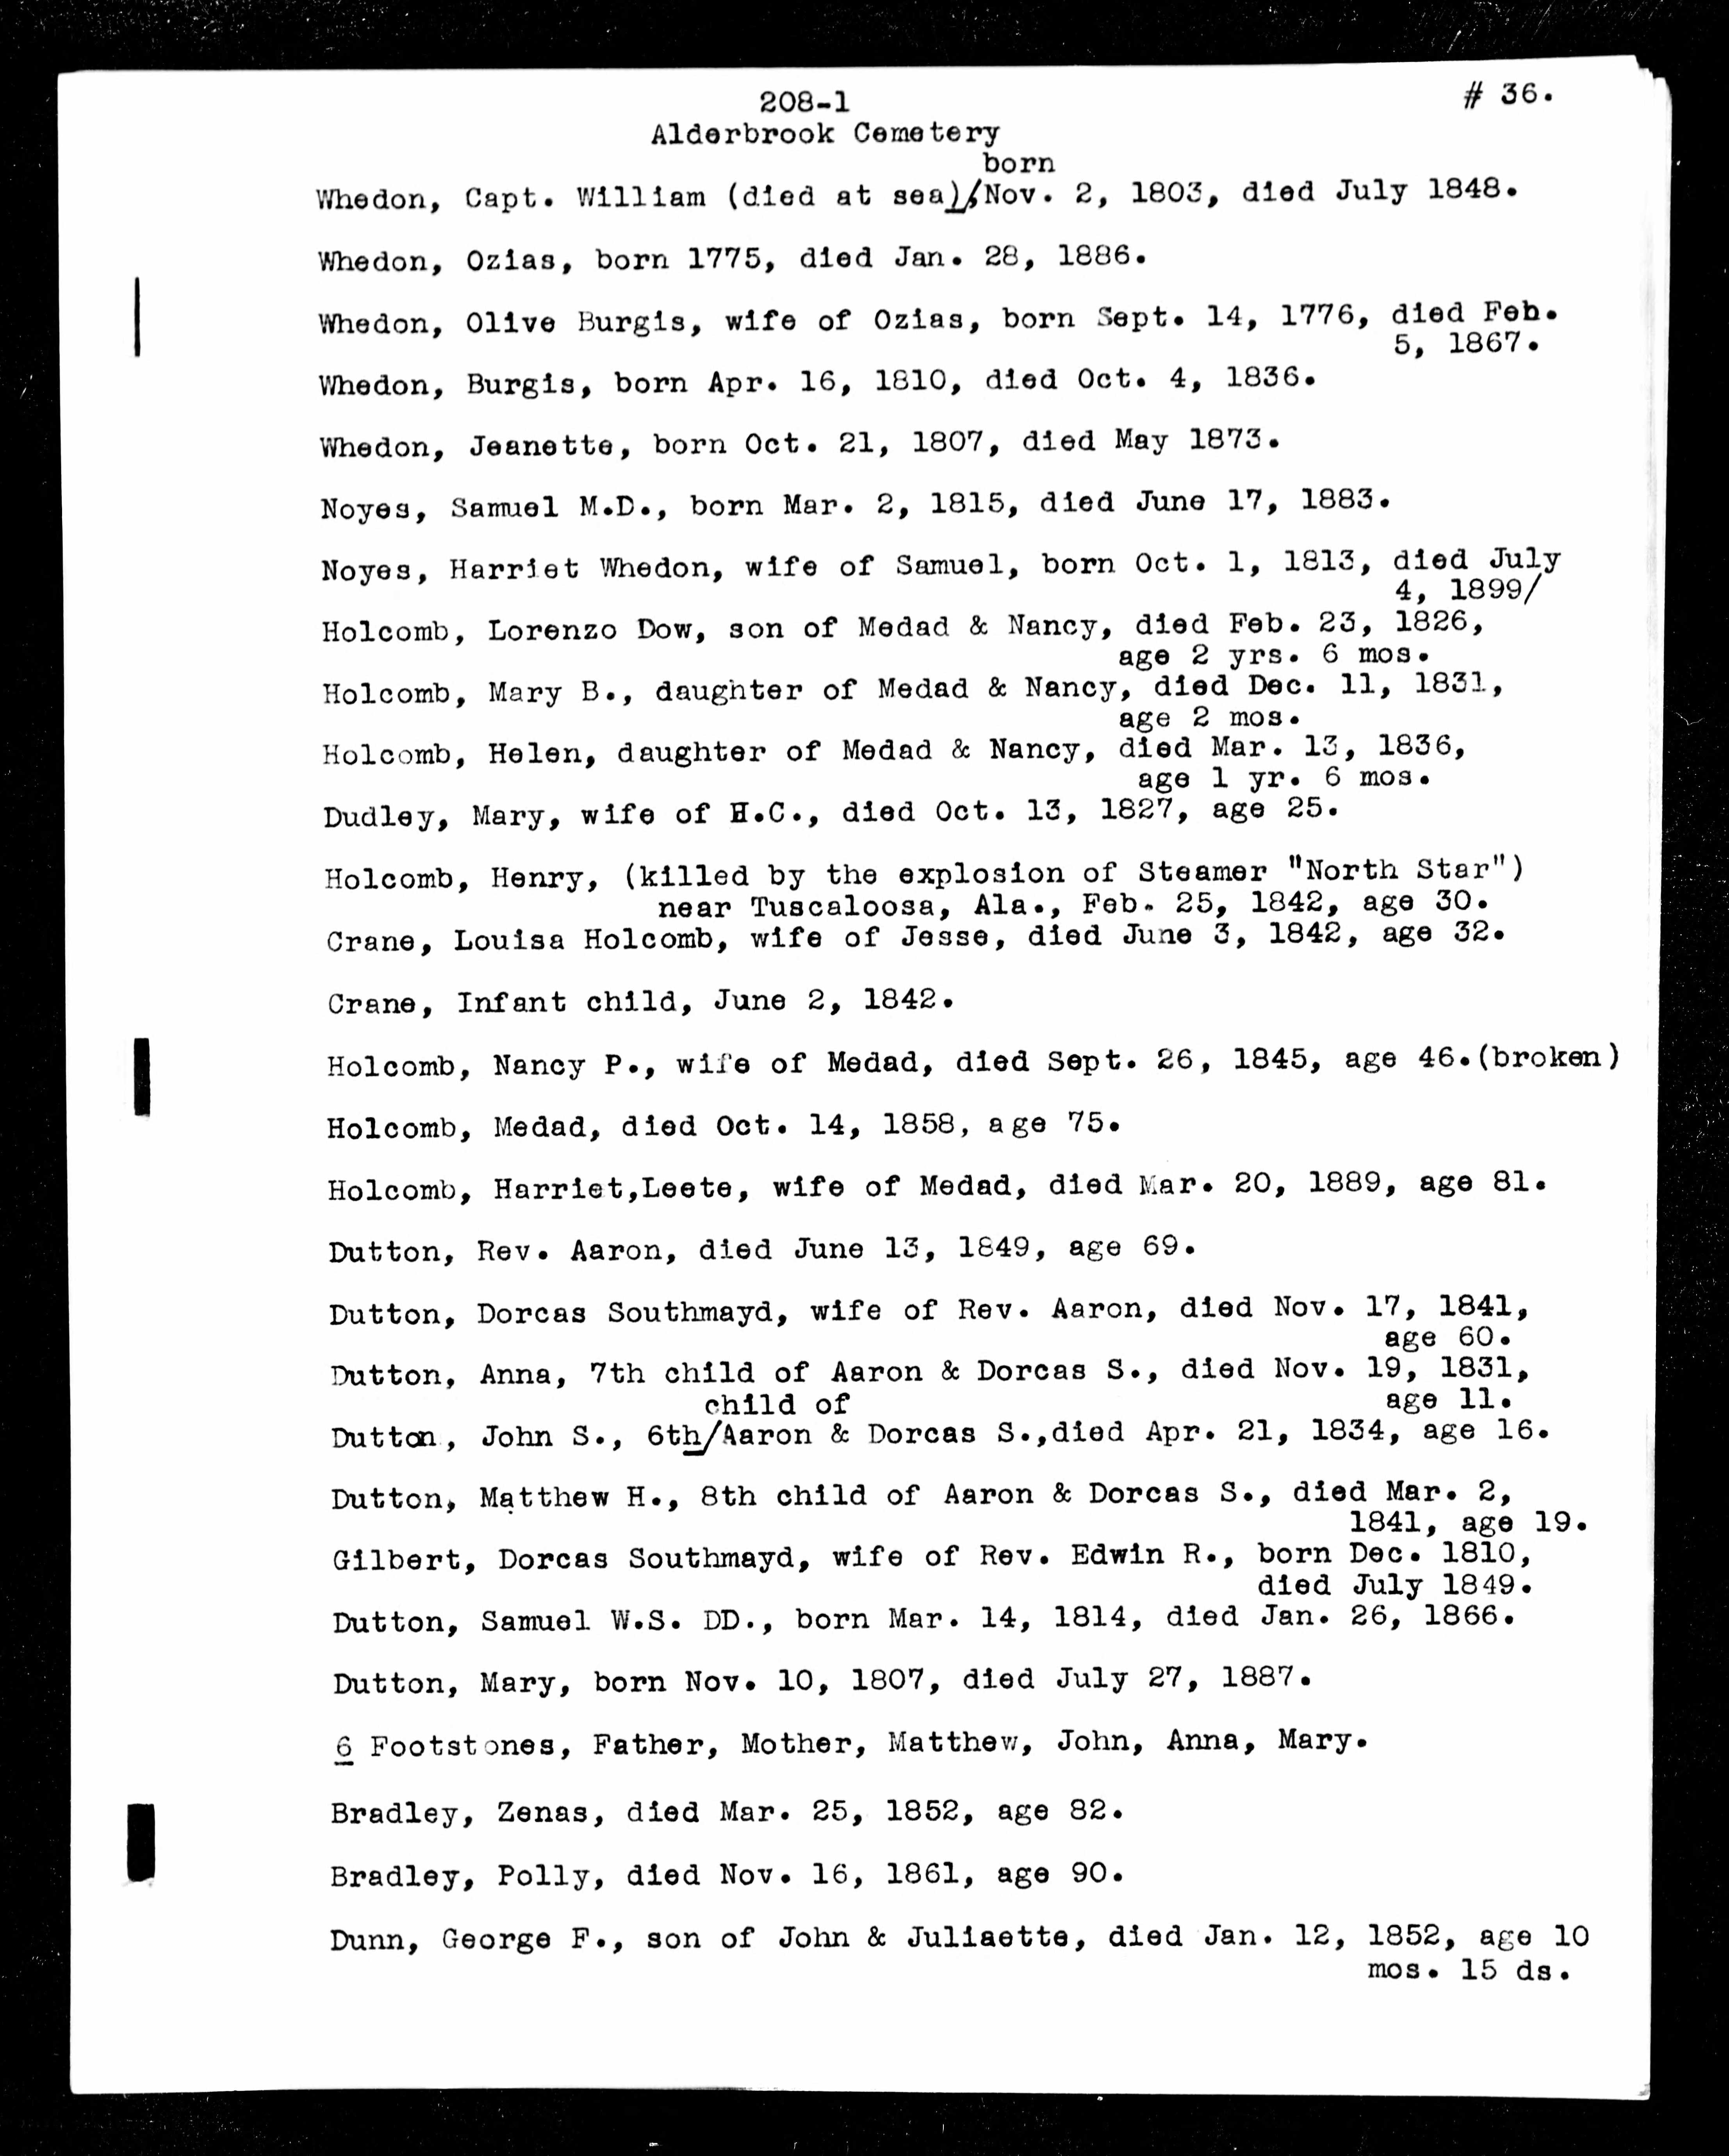 208-1
# 36.
Alderbrook Cemetery
born
Whedon, Capt. William (died at sea)/Nov. 2, 1803, died July 1848.
Whedon, Ozias, born 1775, died Jan. 28, 1886.
Whedon, Olive Burgis, wife of Ozias, born Sept. 14, 1776, died Feb.
5, 1867.
Whedon, Burgis, born Apr. 16, 1810, died Oct. 4, 1836.
Whedon, Jeanette, born Oct. 21, 1807, died May 1873.
Noyes, Samuel M.D., born Mar. 2, 1815, died June 17, 1883.
Noyes, Harriet Whedon, wife of Samuel, born Oct. 1, 1813, died July
4, 1899/
Holcomb, Lorenzo Dow, son of Medad & Nancy, died Feb. 23, 1826,
age 2 yrs. 6 mos.
Holcomb, Mary B., daughter of Medad & Nancy, died Dec. 11, 1831,
age 2 mos.
Holcomb, Helen, daughter of Medad & Nancy, died Mar. 13, 1836,
age 1 yr. 6 mos.
Dudley, Mary, wife of H.C., died Oct. 13, 1827, age 25.
Holcomb, Henry, (killed by the explosion of Steamer "North Star")
near Tuscaloosa, Ala., Feb. 25, 1842, age 30.
Crane, Louisa Holcomb, wife of Jesse, died June 3, 1842, age 32.
Crane, Infant child, June 2, 1842.
Holcomb, Nancy P., wife of Medad, died Sept. 26, 1845, age 46.(broken)
Holcomb, Medad, died Oct. 14, 1858, age 75.
Holcomb, Harriet,Leete, wife of Medad, died Mar. 20, 1889, age 81.
Dutton, Rev. Aaron, died June 13, 1849, age 69.
Dutton, Dorcas Southmayd, wife of Rev. Aaron, died Nov. 17, 1841,
age 60.
Dutton, Anna, 7th child of Aaron & Dorcas S., died Nov. 19, 1831,
child of age 11.
Dutton, John S., 6th/Aaron & Dorcas S.,died Apr. 21, 1834, age 16.
Dutton, Matthew H., 8th child of Aaron & Dorcas S., died Mar. 2,
1841, age 19.
Gilbert, Dorcas Southmayd, wife of Rev. Edwin R., born Dec. 1810,
died July 1849.
Dutton, Samuel W.S. DD., born Mar. 14, 1814, died Jan. 26, 1866.
Dutton, Mary, born Nov. 10, 1807, died July 27, 1887.
6 Footstones, Father, Mother, Matthew, John, Anna, Mary.
Bradley, Zenas, died Mar. 25, 1852, age 82.
Bradley, Polly, died Nov. 16, 1861, age 90.
Dunn, George F., son of John & Juliaette, died Jan. 12, 1852, age 10
mos. 15 ds.